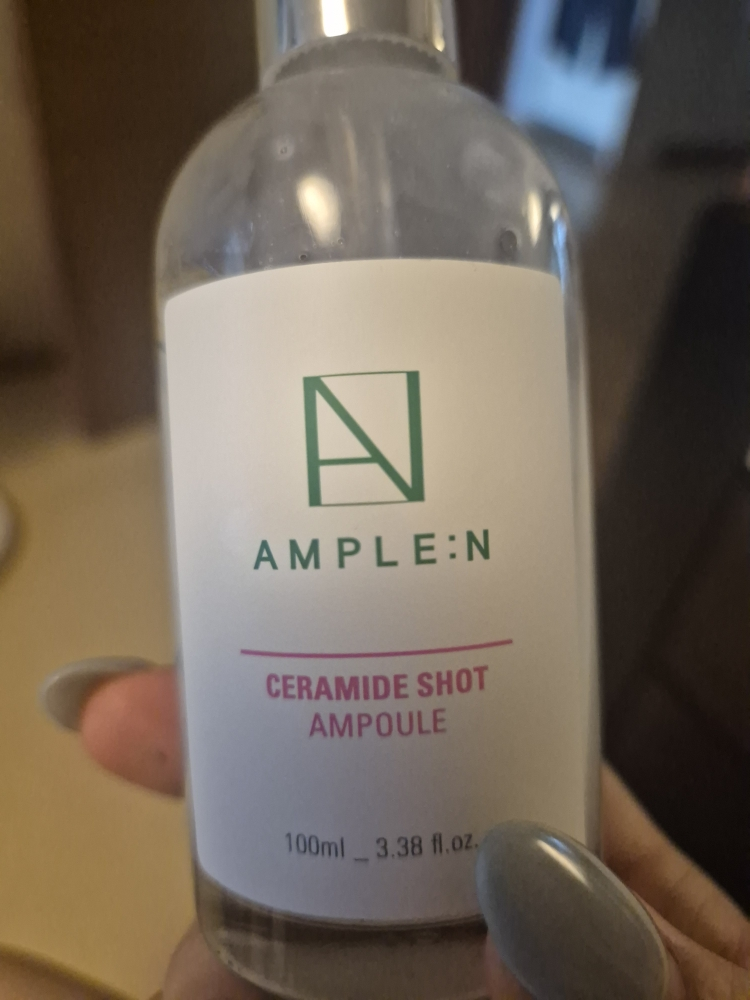 AMPLE:N
CERAMIDE SHOT
AMPOULE
100ml _ 3.38 fl.oz.